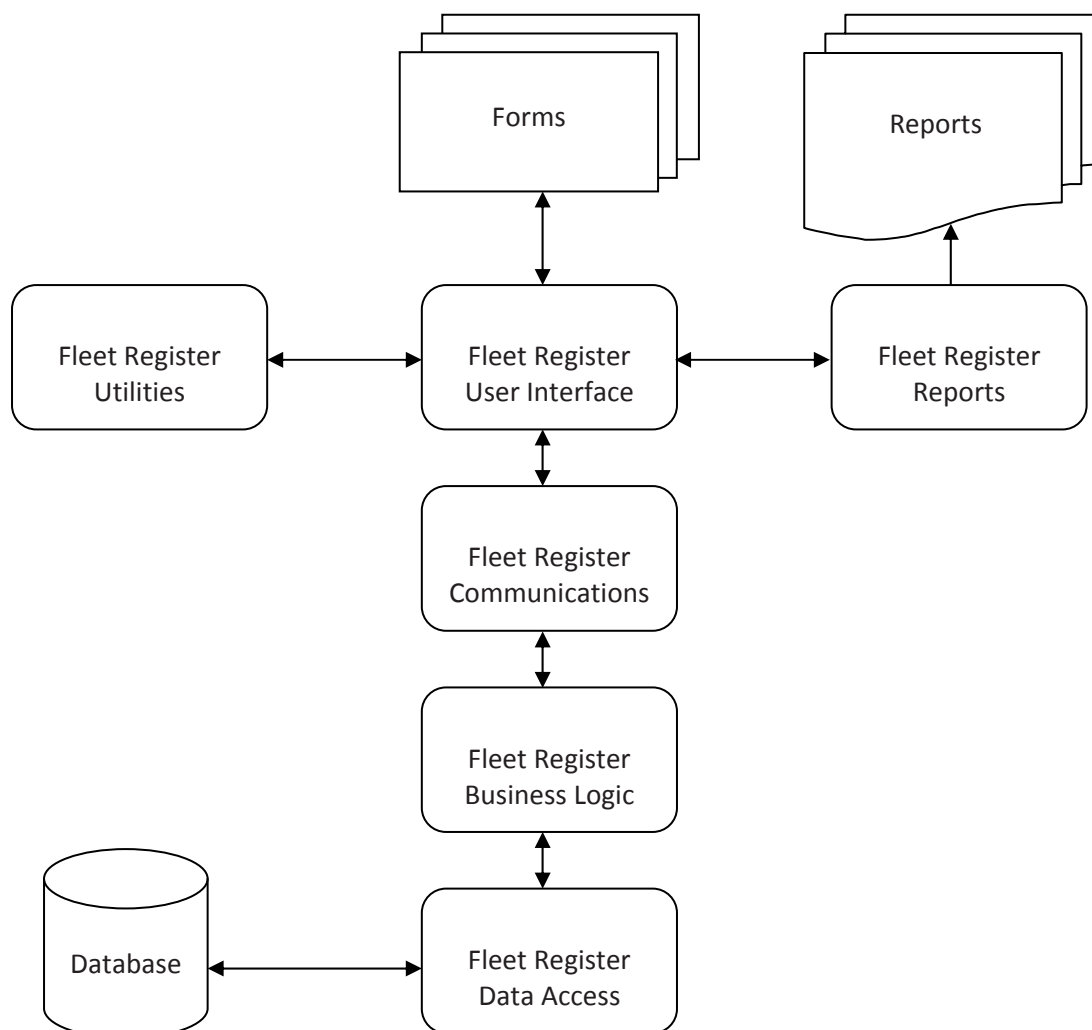 Forms
Reports
Fleet Register
Utilities
Fleet Register
User Interface
Fleet Register
Reports
Fleet Register
Communications
Fleet Register
Business Logic
Database
Fleet Register
Data Access